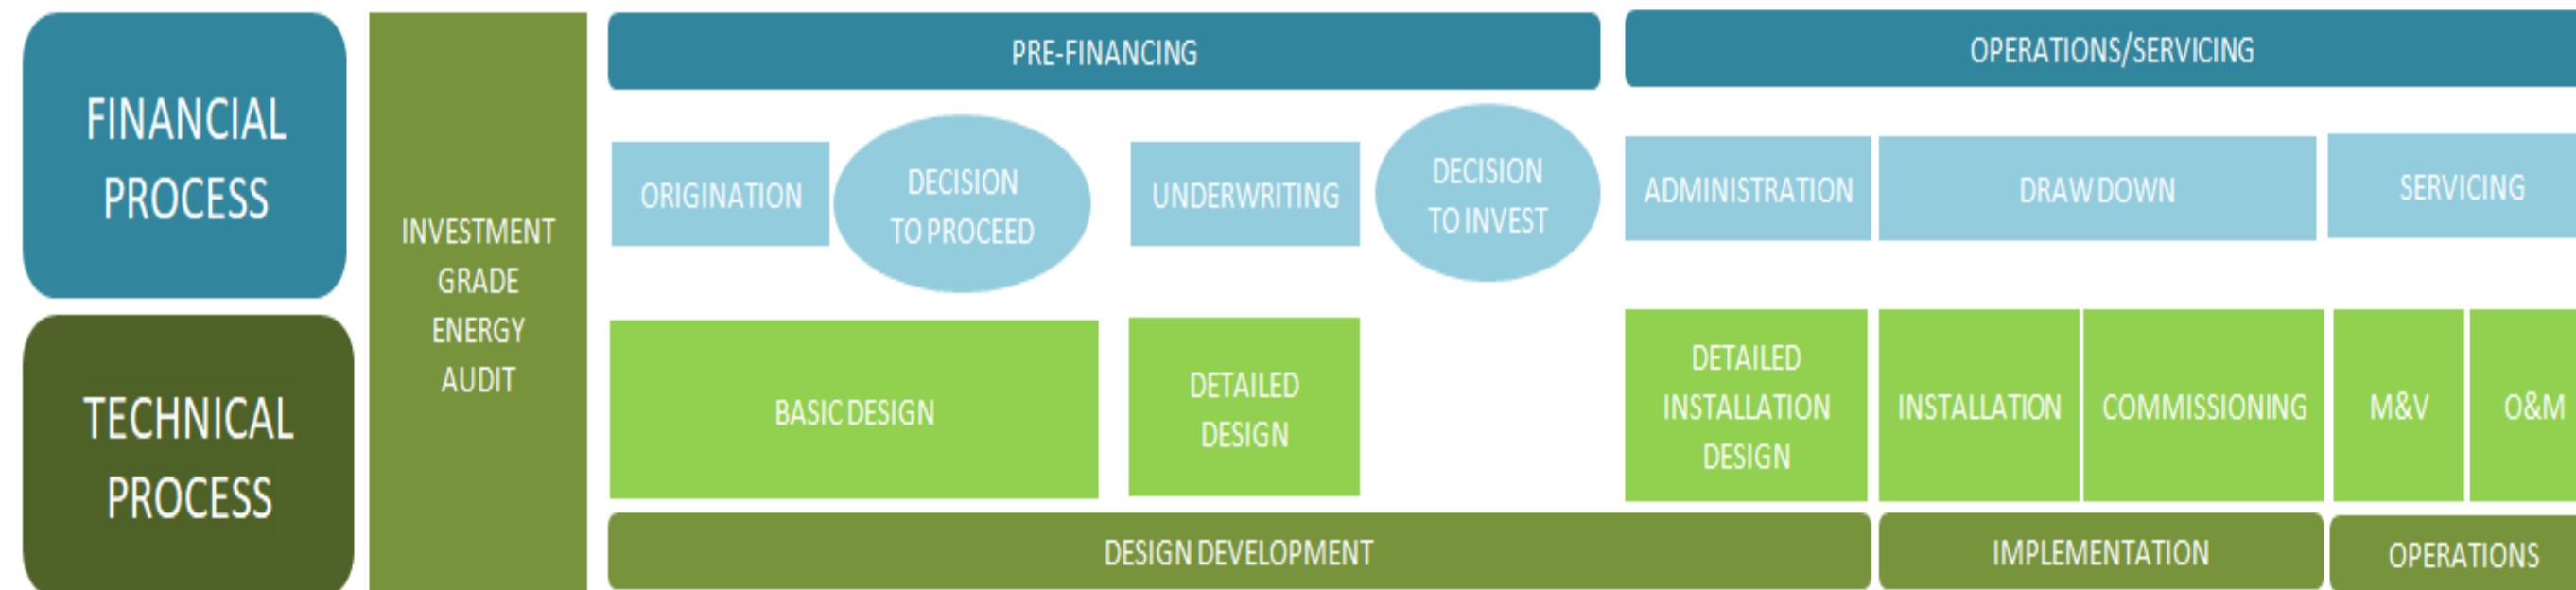 FINANCIAL
PROCESS
TECHNICAL
PROCESS
INVESTMENT
GRADE
ENERGY
AUDIT
PRE-FINANCING
OPERATIONS/SERVICING
ORIGINATION
DECISION
TO PROCEED
UNDERWRITING
DECISION
TO INVEST
ADMINISTRATION
DRAW DOWN
SERVICING
BASIC DESIGN
DETAILED
DESIGN
DETAILED
INSTALLATION
DESIGN
INSTALLATION
COMMISSIONING
M&V
O&M
DESIGN DEVELOPMENT
IMPLEMENTATION
OPERATIONS